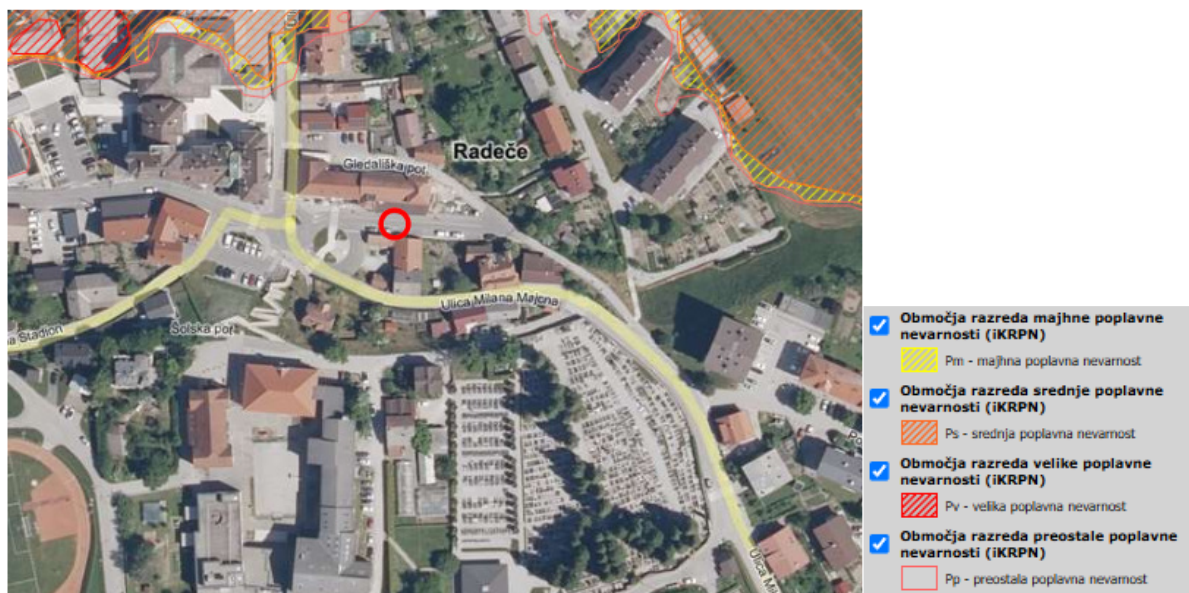 Radeče
Gledališka pot
Ulica Milana Majcna
na Stadion
Šolska pot
Ulica M
Območja razreda majhne poplavne
nevarnosti (iKRPN)
Pm - majhna poplavna nevarnost
Območja razreda srednje poplavne
nevarnosti (iKRPN)
Ps - srednja poplavna nevarnost
Območja razreda velike poplavne
nevarnosti (iKRPN)
Pv - velika poplavna nevarnost
Območja razreda preostale poplavne
nevarnosti (iKRPN)
Pp - preostala poplavna nevarnost